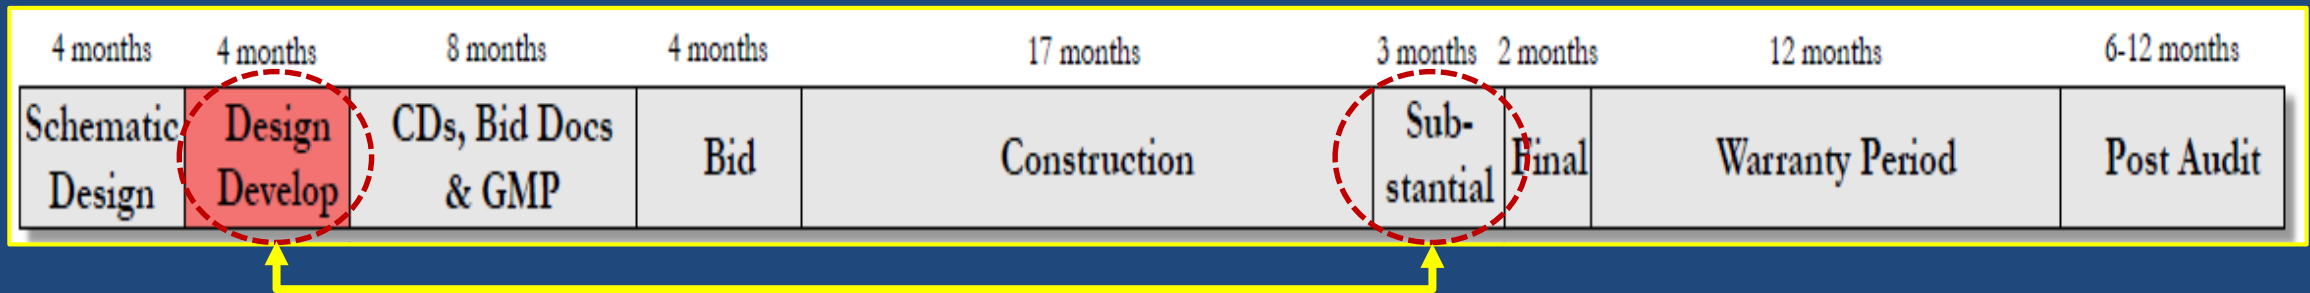 4 months 4 months 8 months 4 months 17 months 3 months 2 months 12 months 6-12 months
Schematic
Design
Design
Develop
CDs, Bid Docs
& GMP
Bid
Construction
Sub-
stantial
Final
Warranty Period
Post Audit